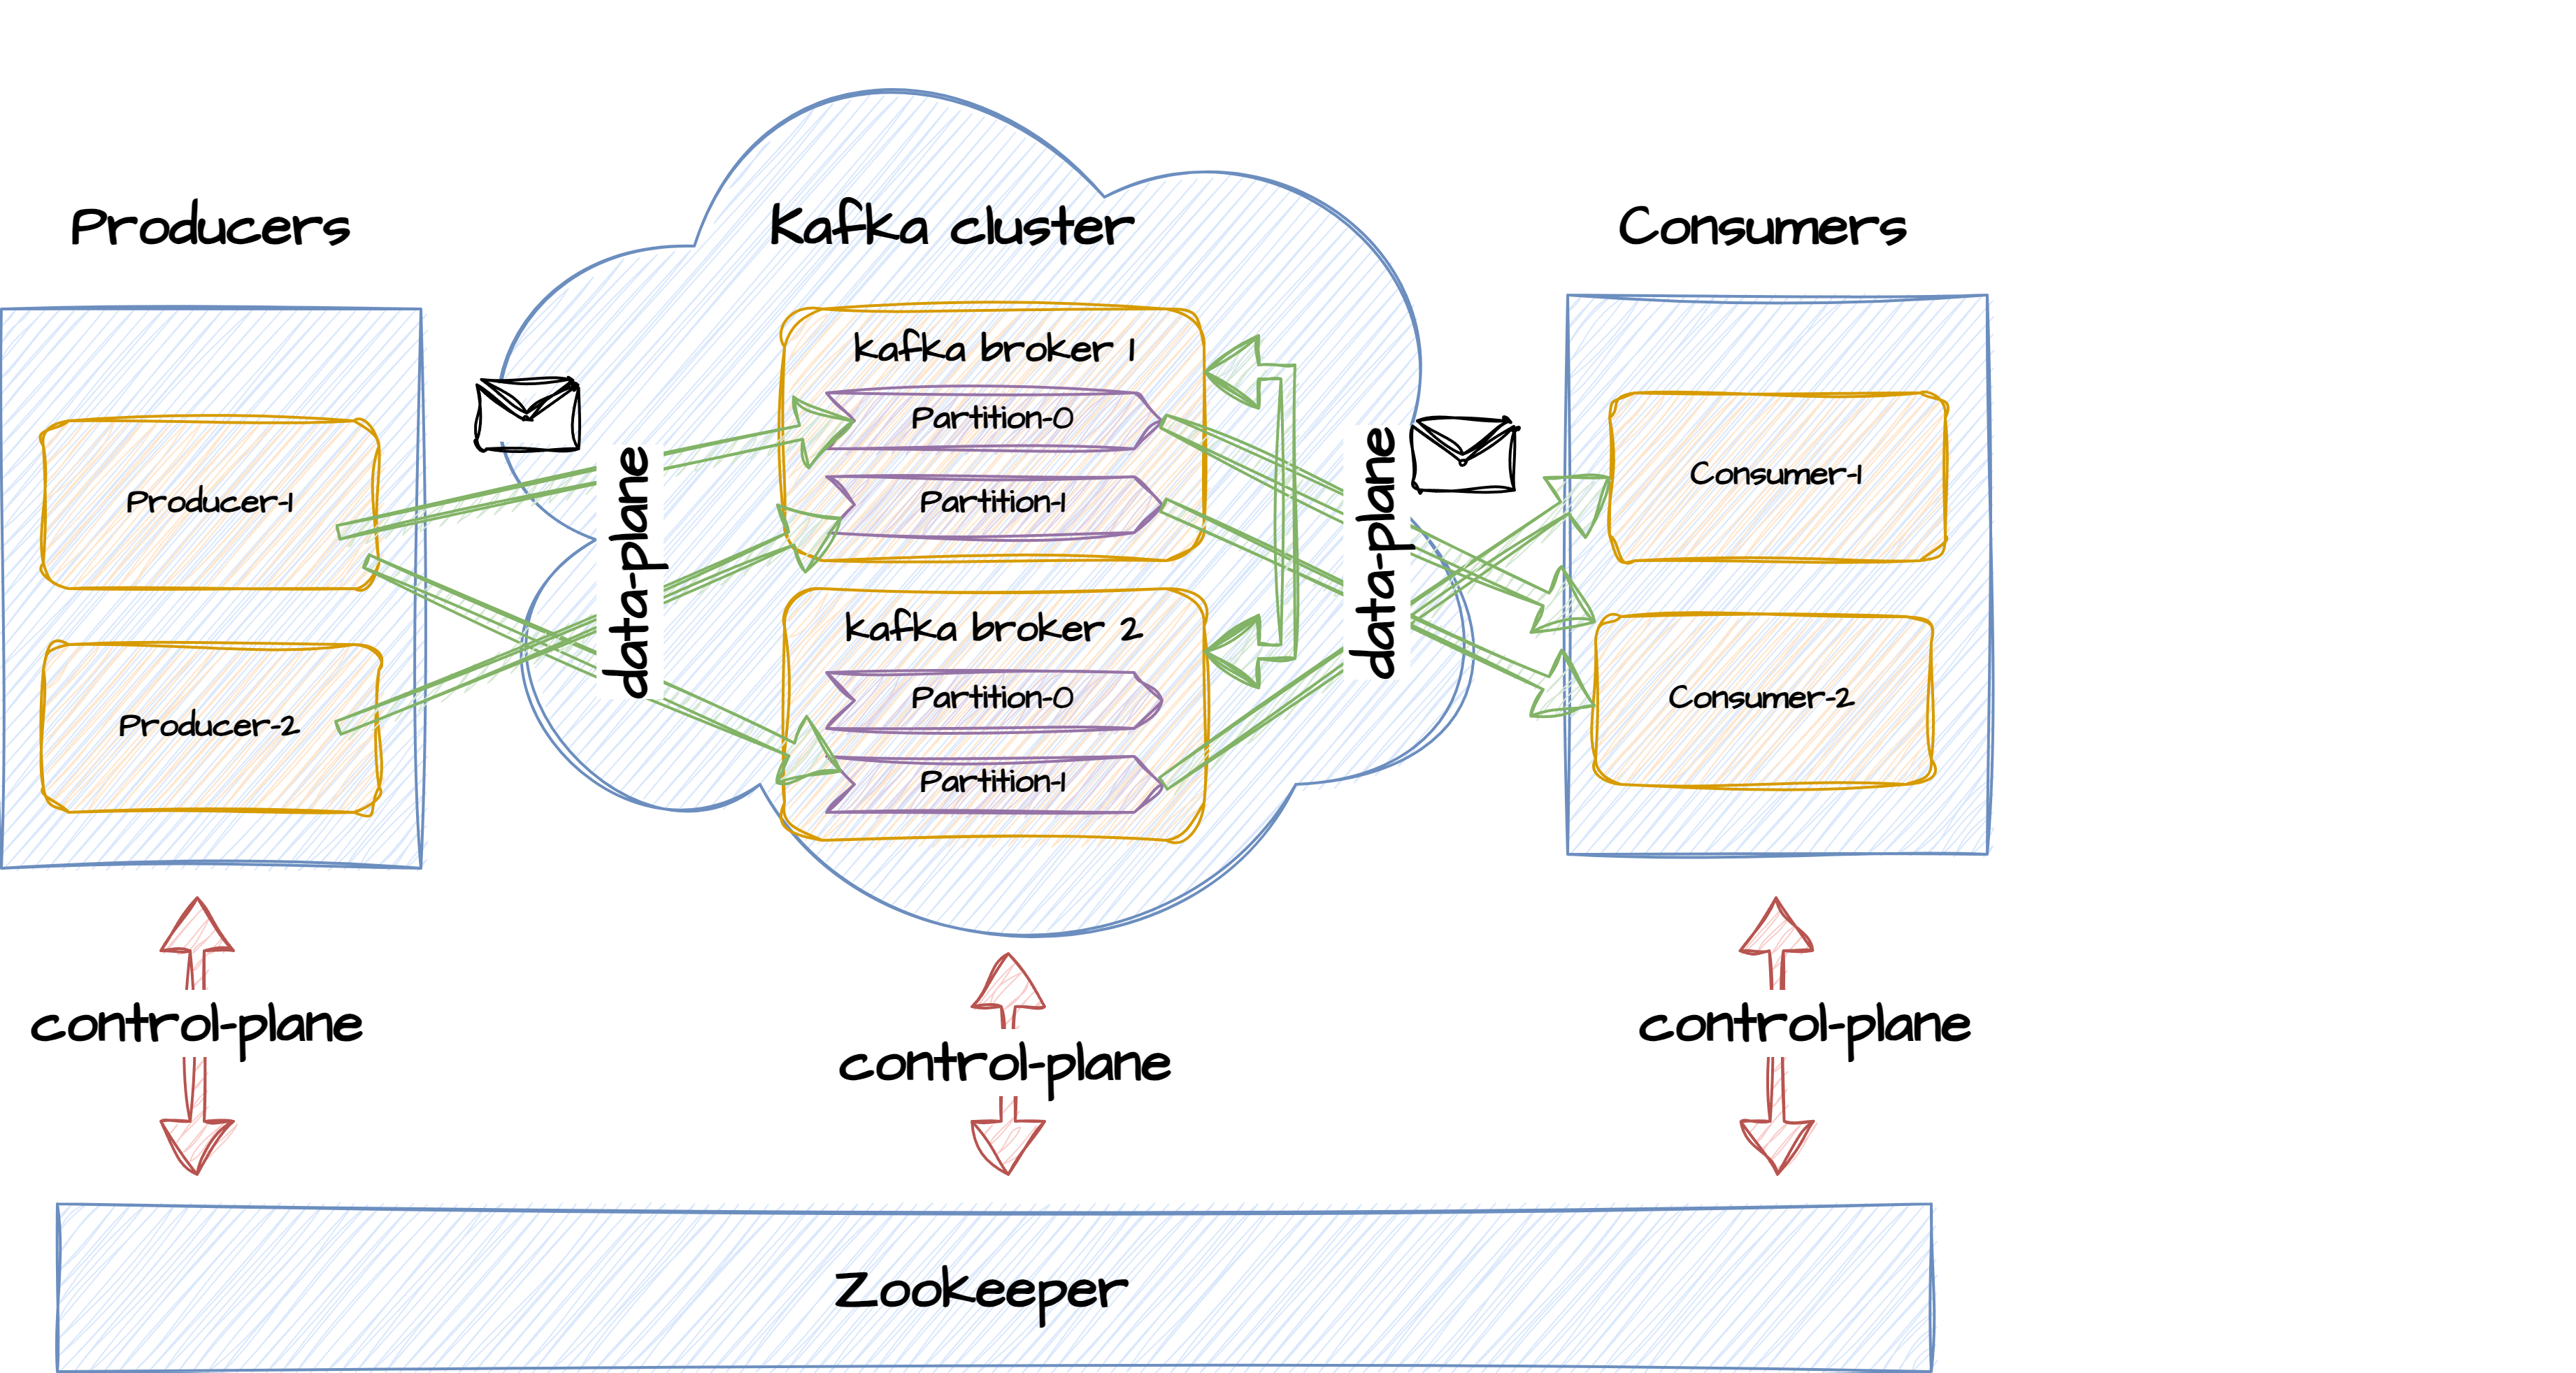 Producers
Kafka cluster
Consumers
kafka broker 1
Partition-0
Partition-1
kafka broker 2
Partition-0
Partition-1
Producer-1
Producer-2
data-plane
data-plane
Consumer-1
Consumer-2
control-plane
control-plane
control-plane
Zookeeper